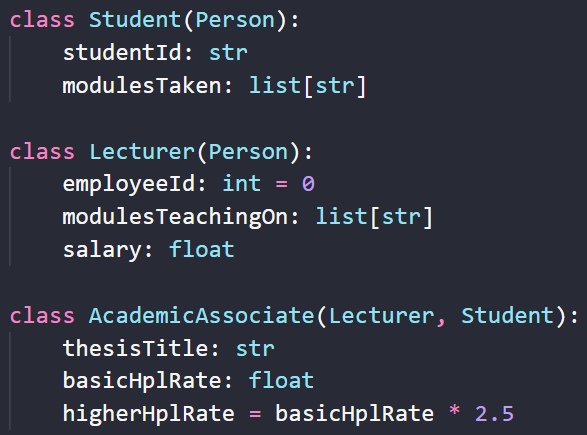 class Student(Person):
    studentId: str
    modulesTaken: list[str]

class Lecturer(Person):
    employeeId: int = 0
    modulesTeachingOn: list[str]
    salary: float

class AcademicAssociate(Lecturer, Student):
    thesisTitle: str
    basicHplRate: float
    higherHplRate = basicHplRate * 2.5